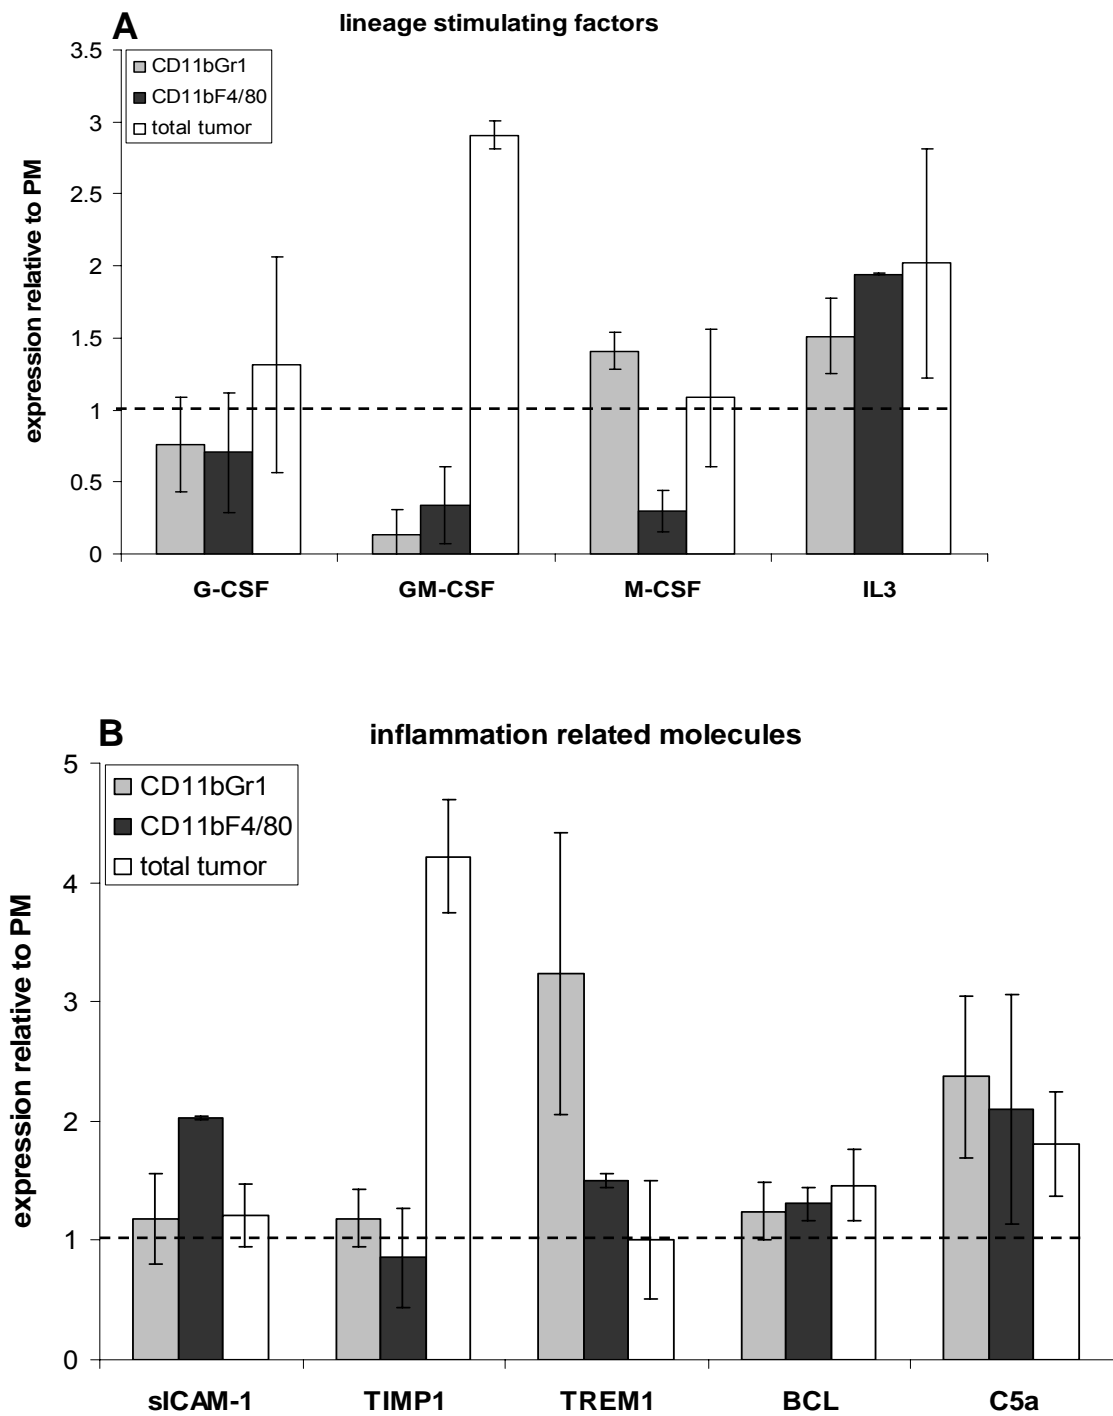 A
lineage stimulating factors
3.5
3
2.5
2
1.5
1
0.5
0
expression relative to PM
CD11bGr1
CD11bF4/80
total tumor
G-CSF GM-CSF M-CSF IL3
B
inflammation related molecules
5
4
3
2
1
0
expression relative to PM
CD11bGr1
CD11bF4/80
total tumor
sICAM-1 TIMP1 TREM1 BCL C5a